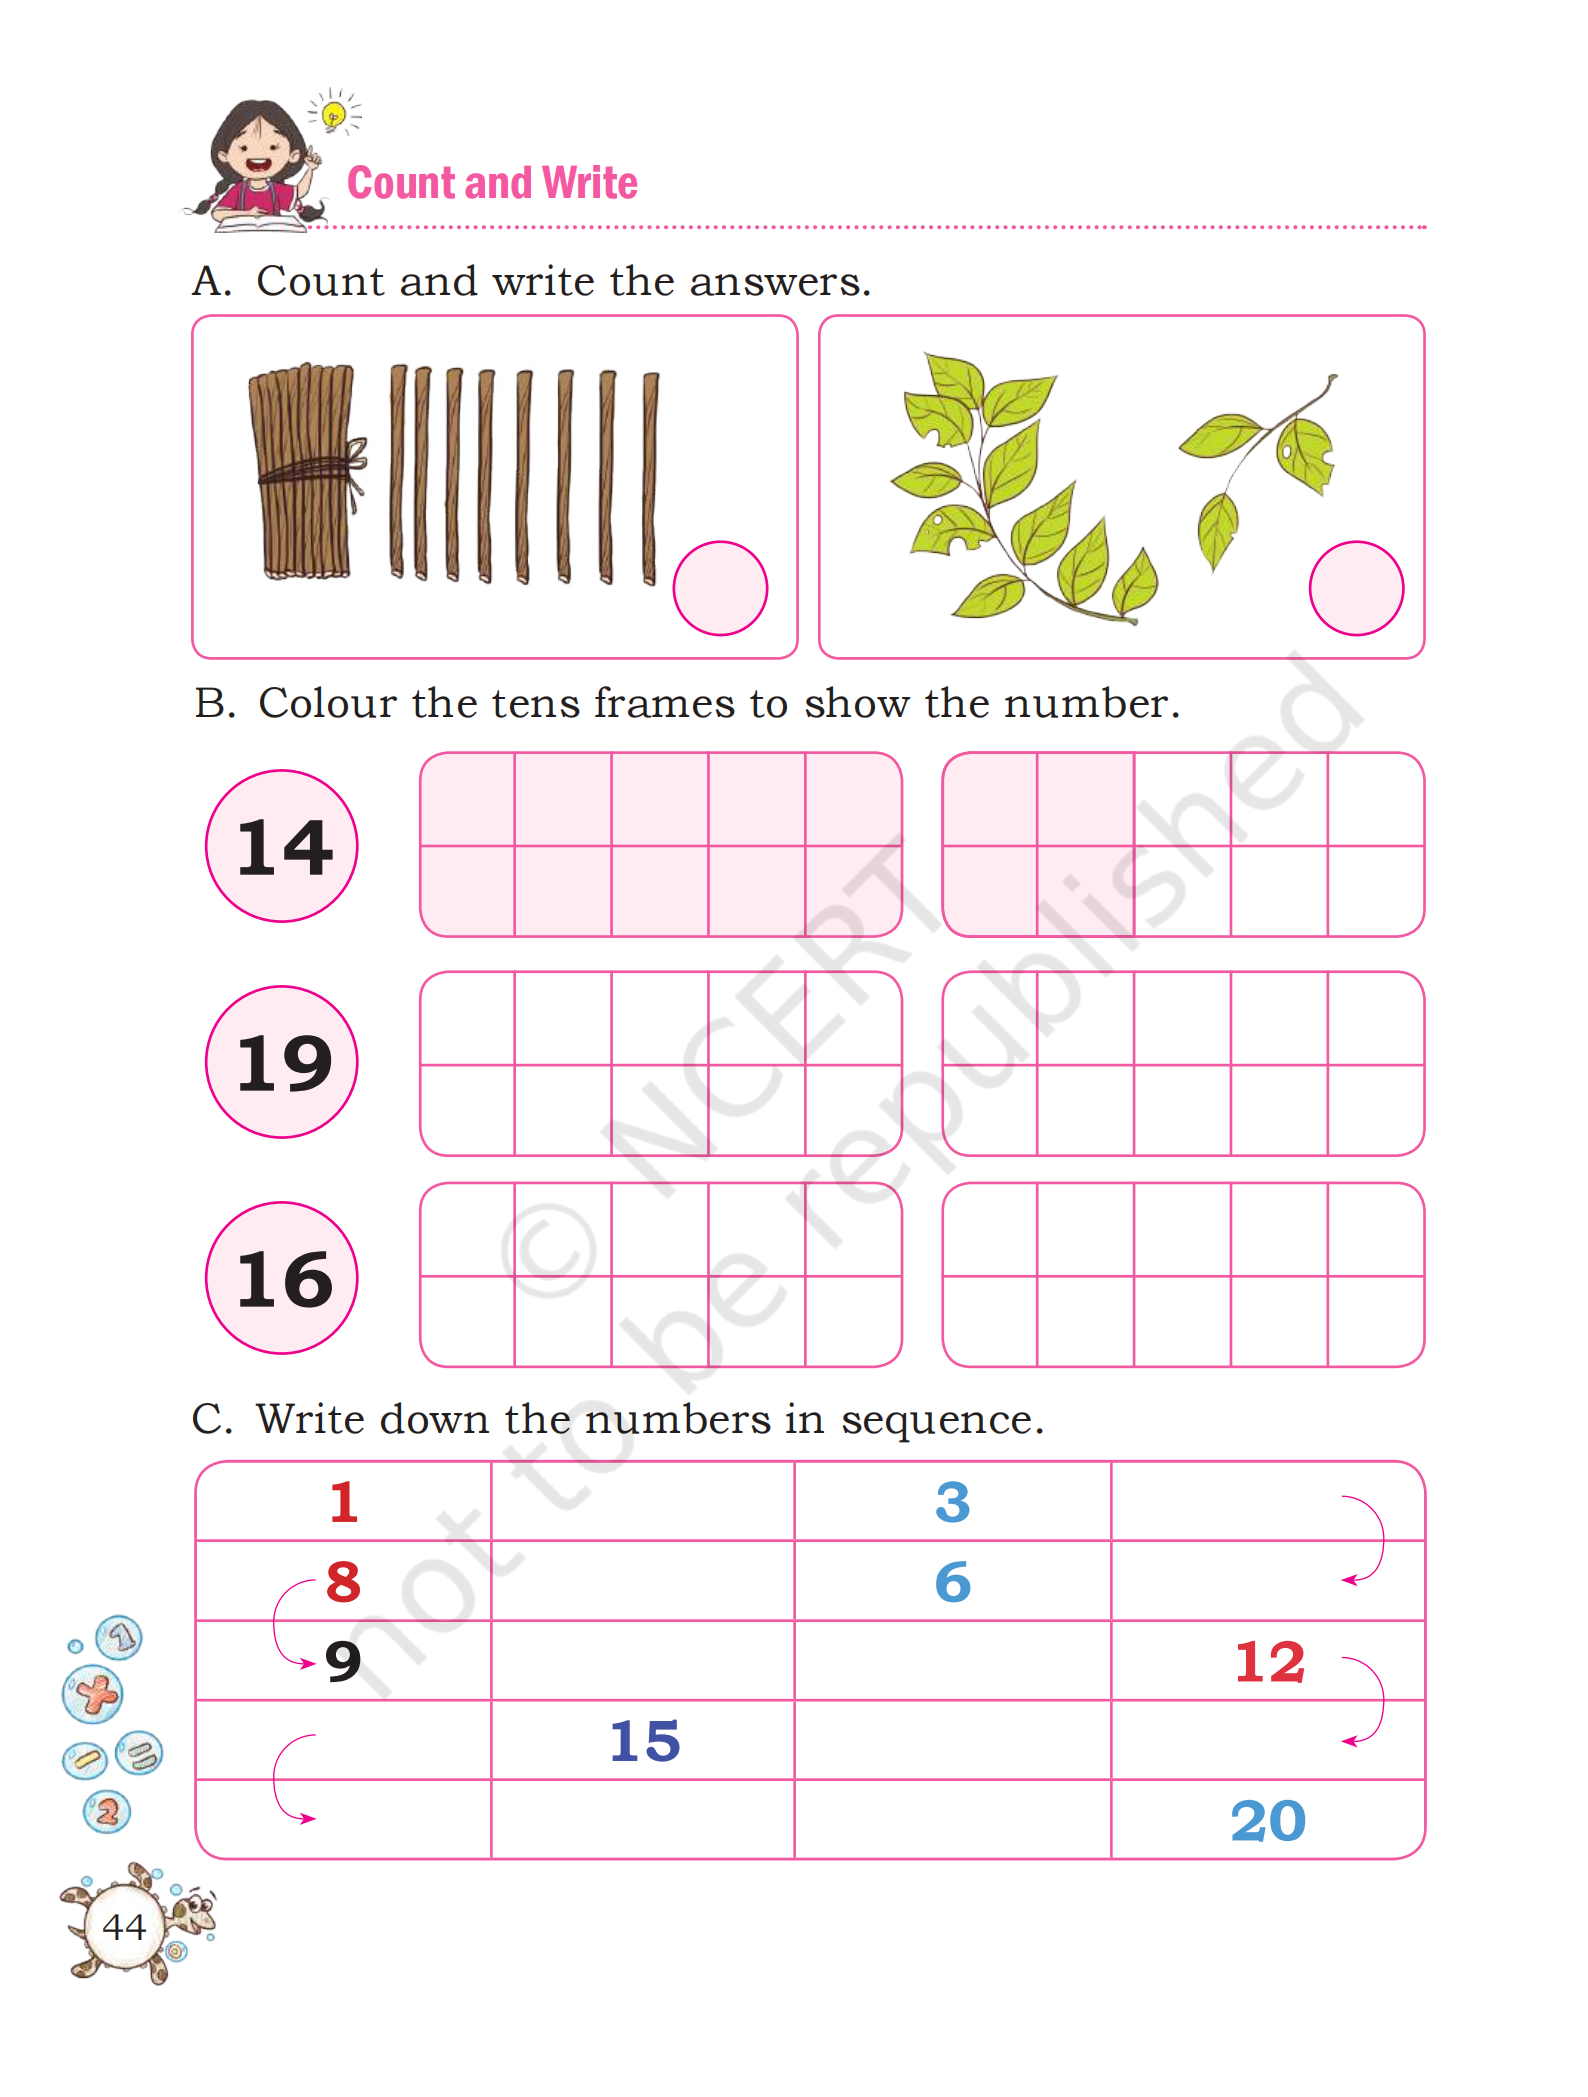 Count and Write
A. Count and write the answers.
B. Colour the tens frames to show the number.
14
19
16
C. Write down the numbers in sequence.
1 3
8 6
9 12
15
20
1
2
44
© NCERT
not to be republished